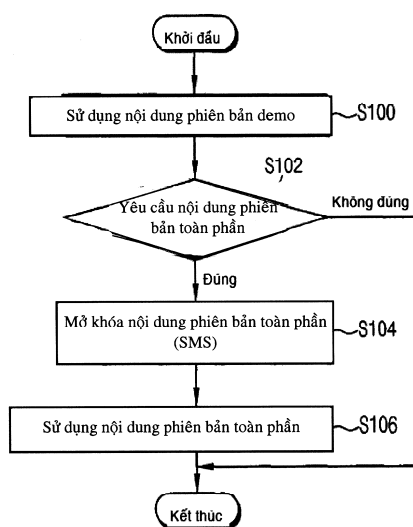 Khởi đầu
Sử dụng nội dung phiên bản demo
S100
S102
Yêu cầu nội dung phiên
bản toàn phần
Không đúng
Đúng
Mở khóa nội dung phiên bản toàn phần
(SMS)
S104
Sử dụng nội dung phiên bản toàn phần
S106
Kết thúc